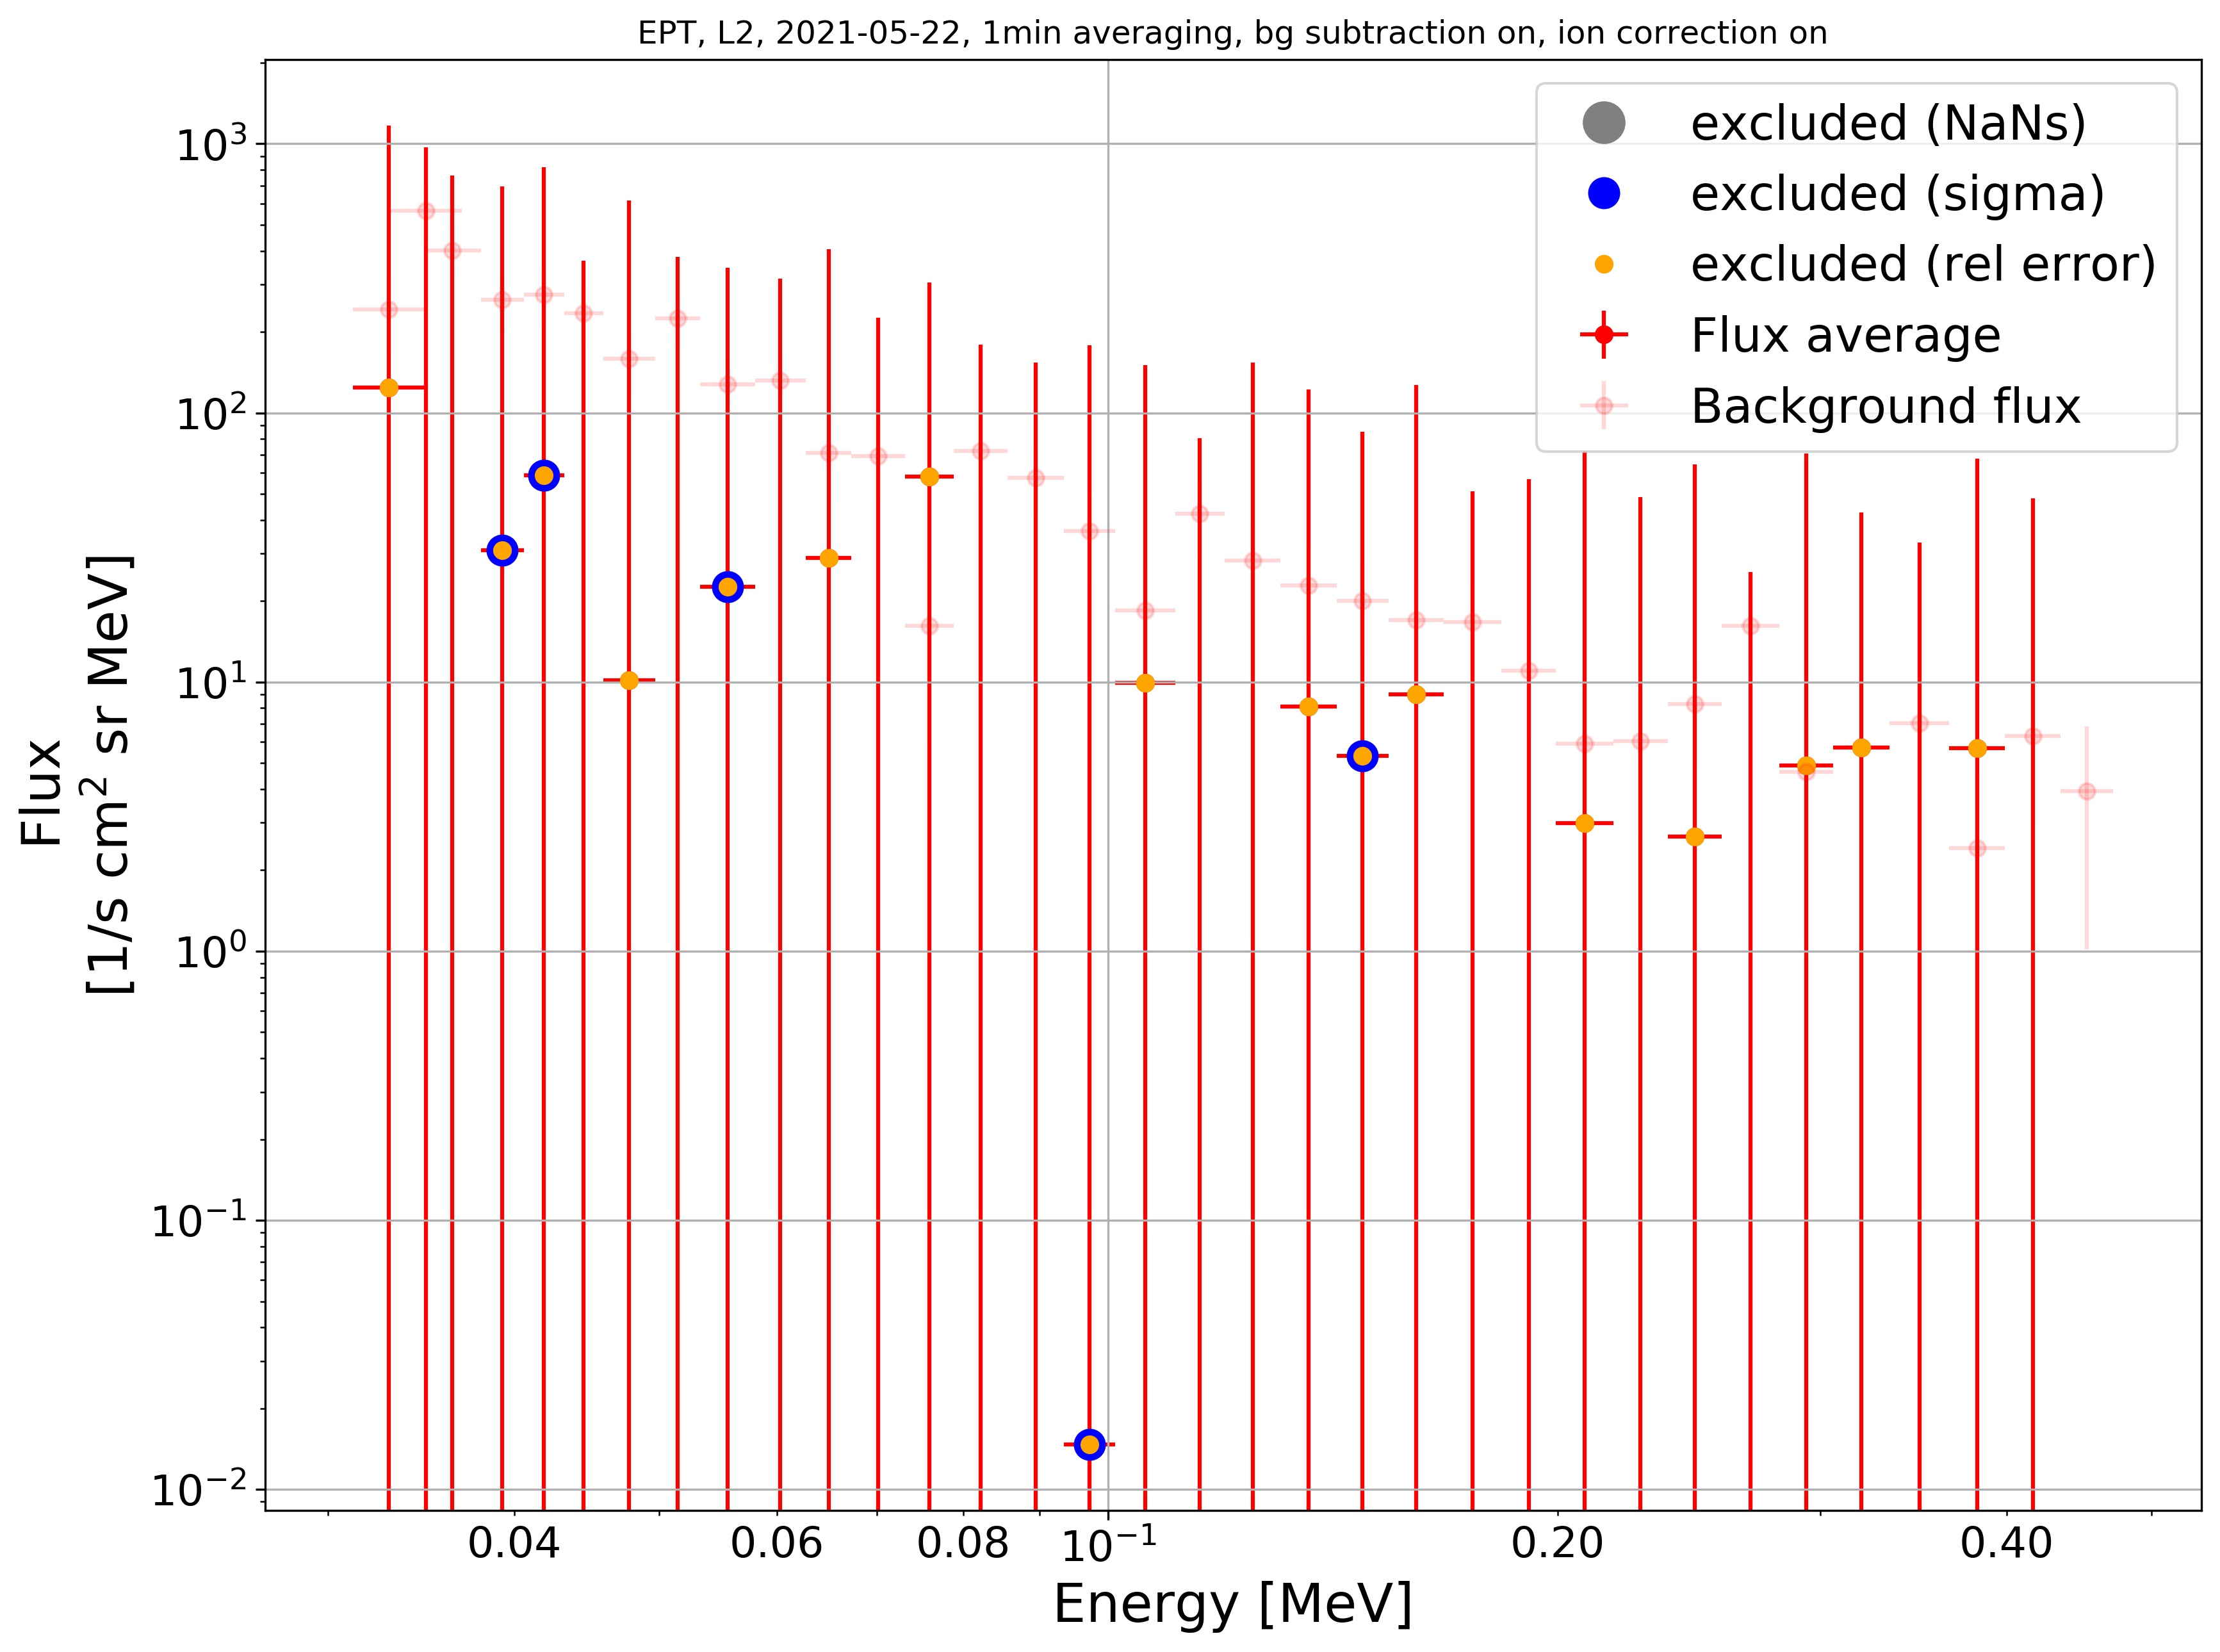 EPT, L2, 2021-05-22, 1min averaging, bg subtraction on, ion correction on
excluded (NaNs)
excluded (sigma)
excluded (rel error)
Flux average
Background flux
10³
10²
10¹
10⁰
10⁻¹
10⁻²
Flux
[1/s cm² sr MeV]
0.04 0.06 0.08 10⁻¹ 0.20 0.40
Energy [MeV]